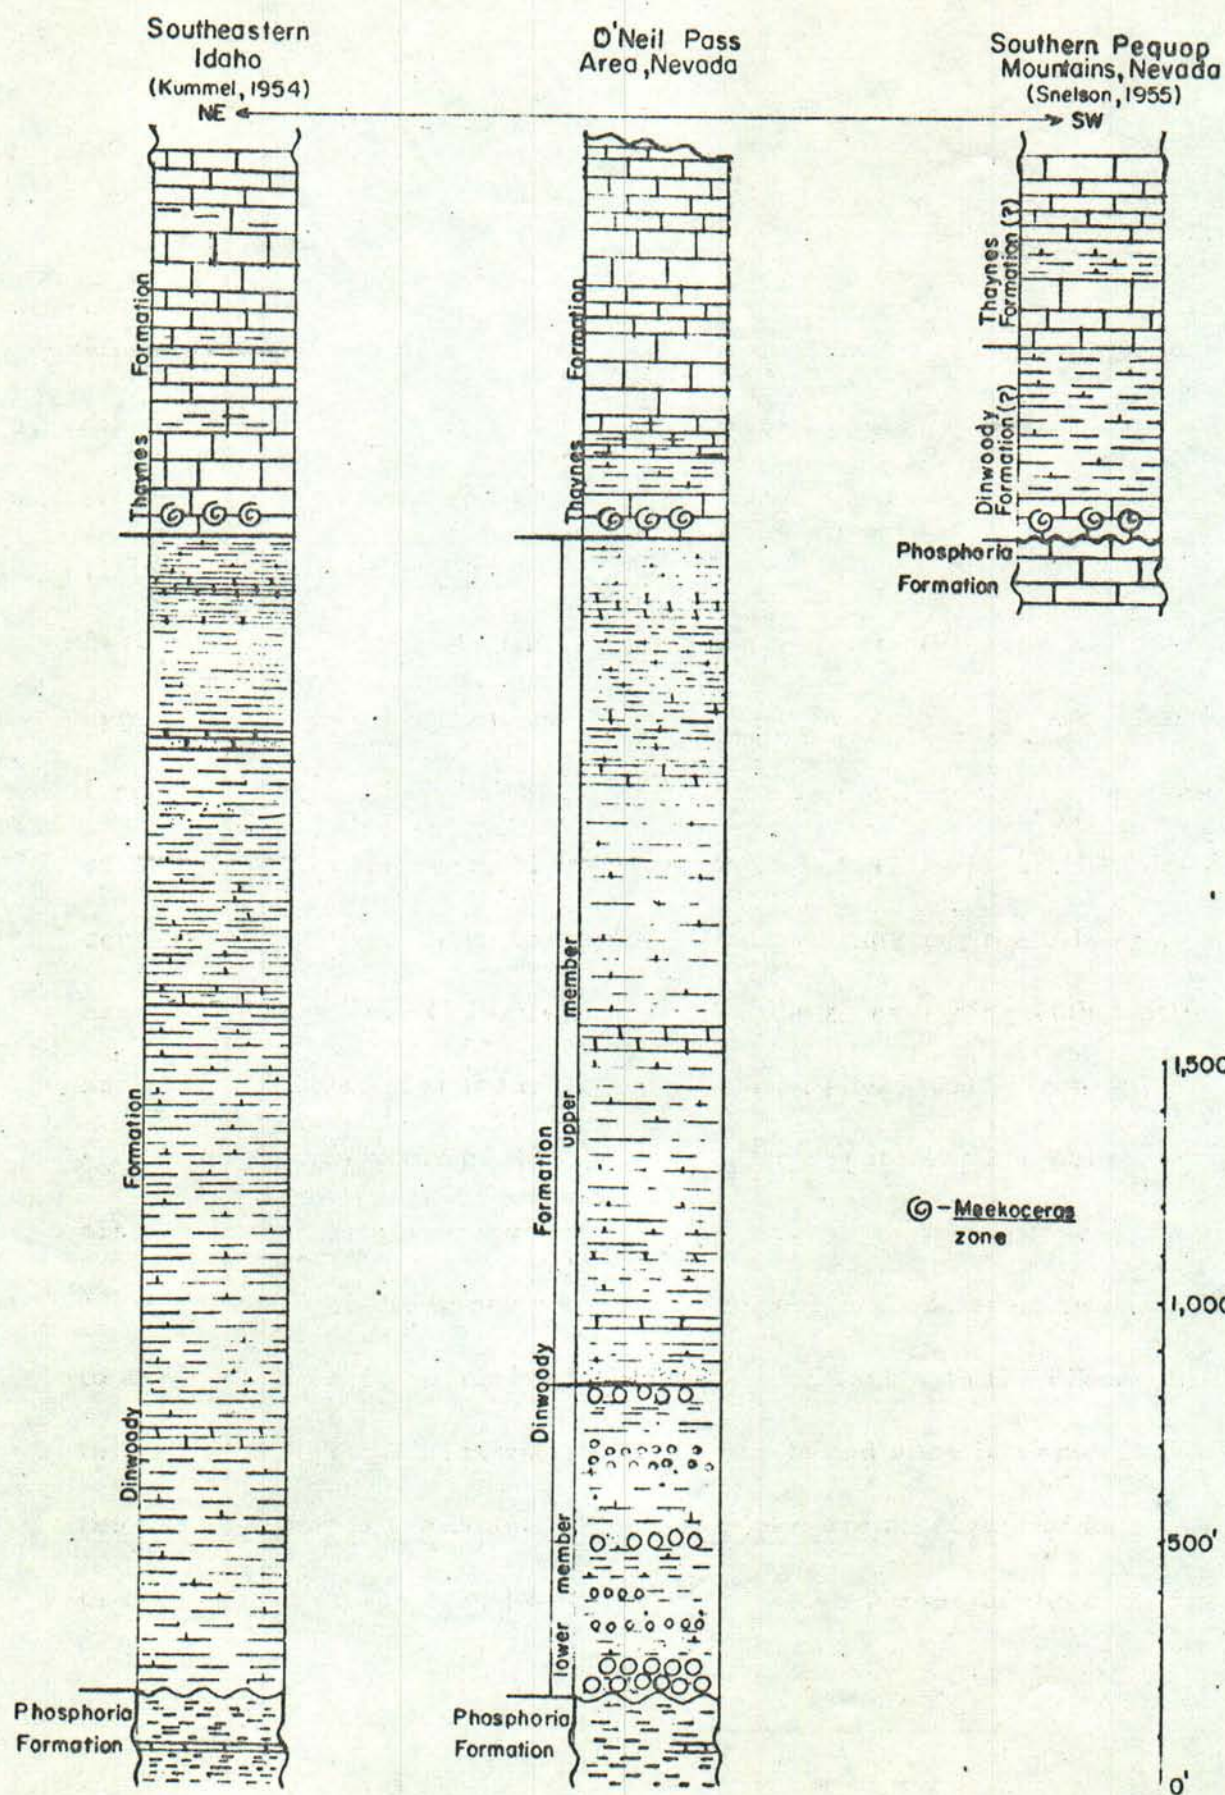 Southeastern
Idaho
(Kummel, 1954)
NE
O'Neil Pass
Area, Nevada
Southern Pequop
Mountains, Nevada
(Snelson, 1955)
SW
Thaynes Formation
Dinwoody Formation
Phosphoria
Formation
Thaynes Formation
Dinwoody Formation
upper member
lower member
Phosphoria
Formation
Thaynes
Formation (?)
Dinwoody
Formation (?)
Phosphoria
Formation
- Meekoceras
zone
1,500
1,000
500'
0'